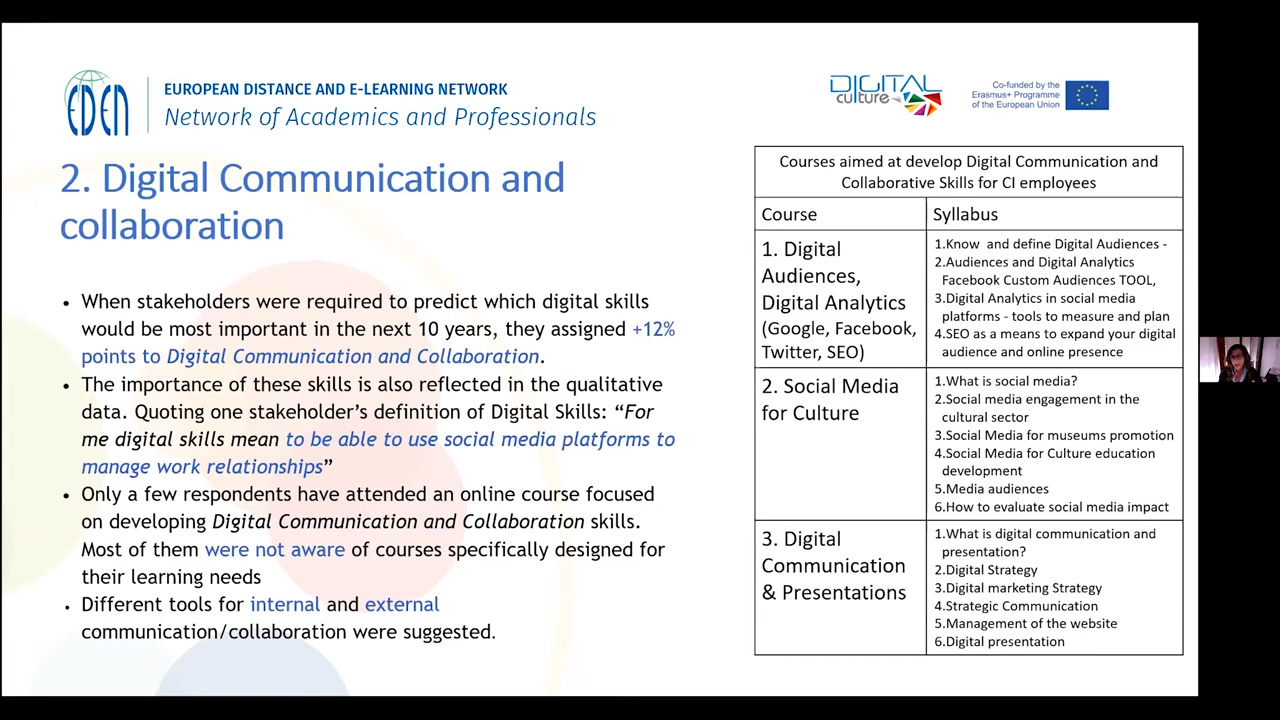 EDEN
EUROPEAN DISTANCE AND E-LEARNING NETWORK
Network of Academics and Professionals
DIGITAL
culture
Co-funded by the
Erasmus+ Programme
of the European Union
2. Digital Communication and
collaboration
• When stakeholders were required to predict which digital skills
would be most important in the next 10 years, they assigned +12%
points to Digital Communication and Collaboration.
• The importance of these skills is also reflected in the qualitative
data. Quoting one stakeholder's definition of Digital Skills: “For
me digital skills mean to be able to use social media platforms to
manage work relationships”
• Only a few respondents have attended an online course focused
on developing Digital Communication and Collaboration skills.
Most of them were not aware of courses specifically designed for
their learning needs
• Different tools for internal and external
communication/collaboration were suggested.
Courses aimed at develop Digital Communication and
Collaborative Skills for CI employees
Course
Syllabus
1. Digital
Audiences,
Digital Analytics
(Google, Facebook,
Twitter, SEO)
1.Know and define Digital Audiences -
2.Audiences and Digital Analytics
Facebook Custom Audiences TOOL,
3.Digital Analytics in social media
platforms - tools to measure and plan
4.SEO as a means to expand your digital
audience and online presence
2. Social Media
for Culture
1.What is social media?
2.Social media engagement in the
cultural sector
3.Social Media for museums promotion
4.Social Media for Culture education
development
5.Media audiences
6.How to evaluate social media impact
3. Digital
Communication
& Presentations
1.What is digital communication and
presentation?
2.Digital Strategy
3.Digital marketing Strategy
4.Strategic Communication
5.Management of the website
6.Digital presentation